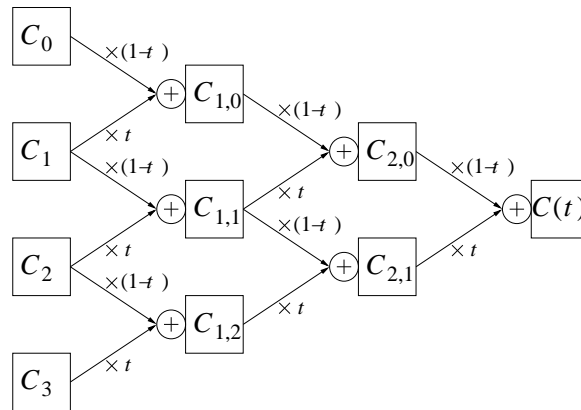 C₀
×(1-t)
+ C₁,₀
×t
×(1-t)
C₁
×(1-t)
+ C₂,₀
×t
×(1-t)
+ C₁,₁
+ C(t)
×t
×(1-t)
C₂
×(1-t)
+ C₂,₁
×t
×t
+ C₁,₂
×t
C₃